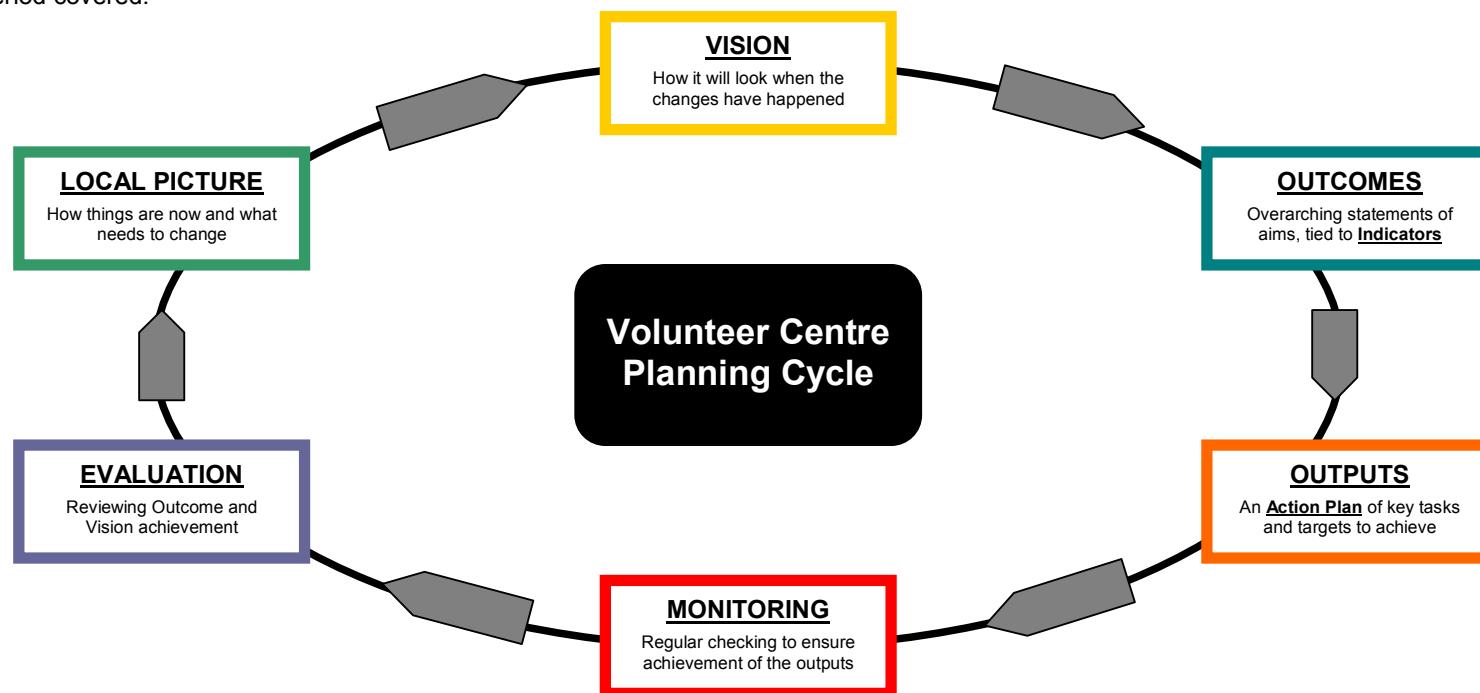 VISION
How it will look when the
changes have happened
LOCAL PICTURE
How things are now and what
needs to change
OUTCOMES
Overarching statements of
aims, tied to Indicators
Volunteer Centre
Planning Cycle
EVALUATION
Reviewing Outcome and
Vision achievement
OUTPUTS
An Action Plan of key tasks
and targets to achieve
MONITORING
Regular checking to ensure
achievement of the outputs